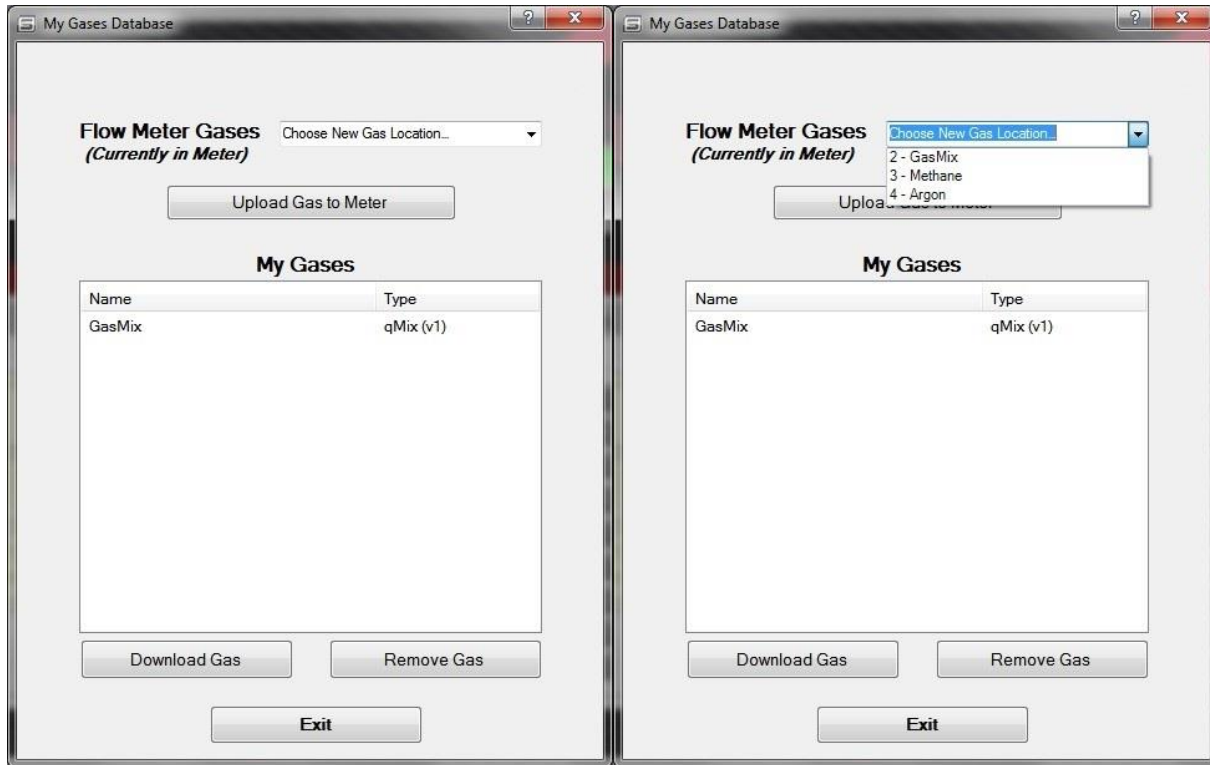 My Gases Database
Flow Meter Gases
(Currently in Meter)
Choose New Gas Location...
Upload Gas to Meter
My Gases
Name Type
GasMix qMix (v1)
Download Gas Remove Gas
Exit
My Gases Database
Flow Meter Gases
(Currently in Meter)
Choose New Gas Location...
2 - GasMix
3 - Methane
4 - Argon
My Gases
Name Type
GasMix qMix (v1)
Download Gas Remove Gas
Exit